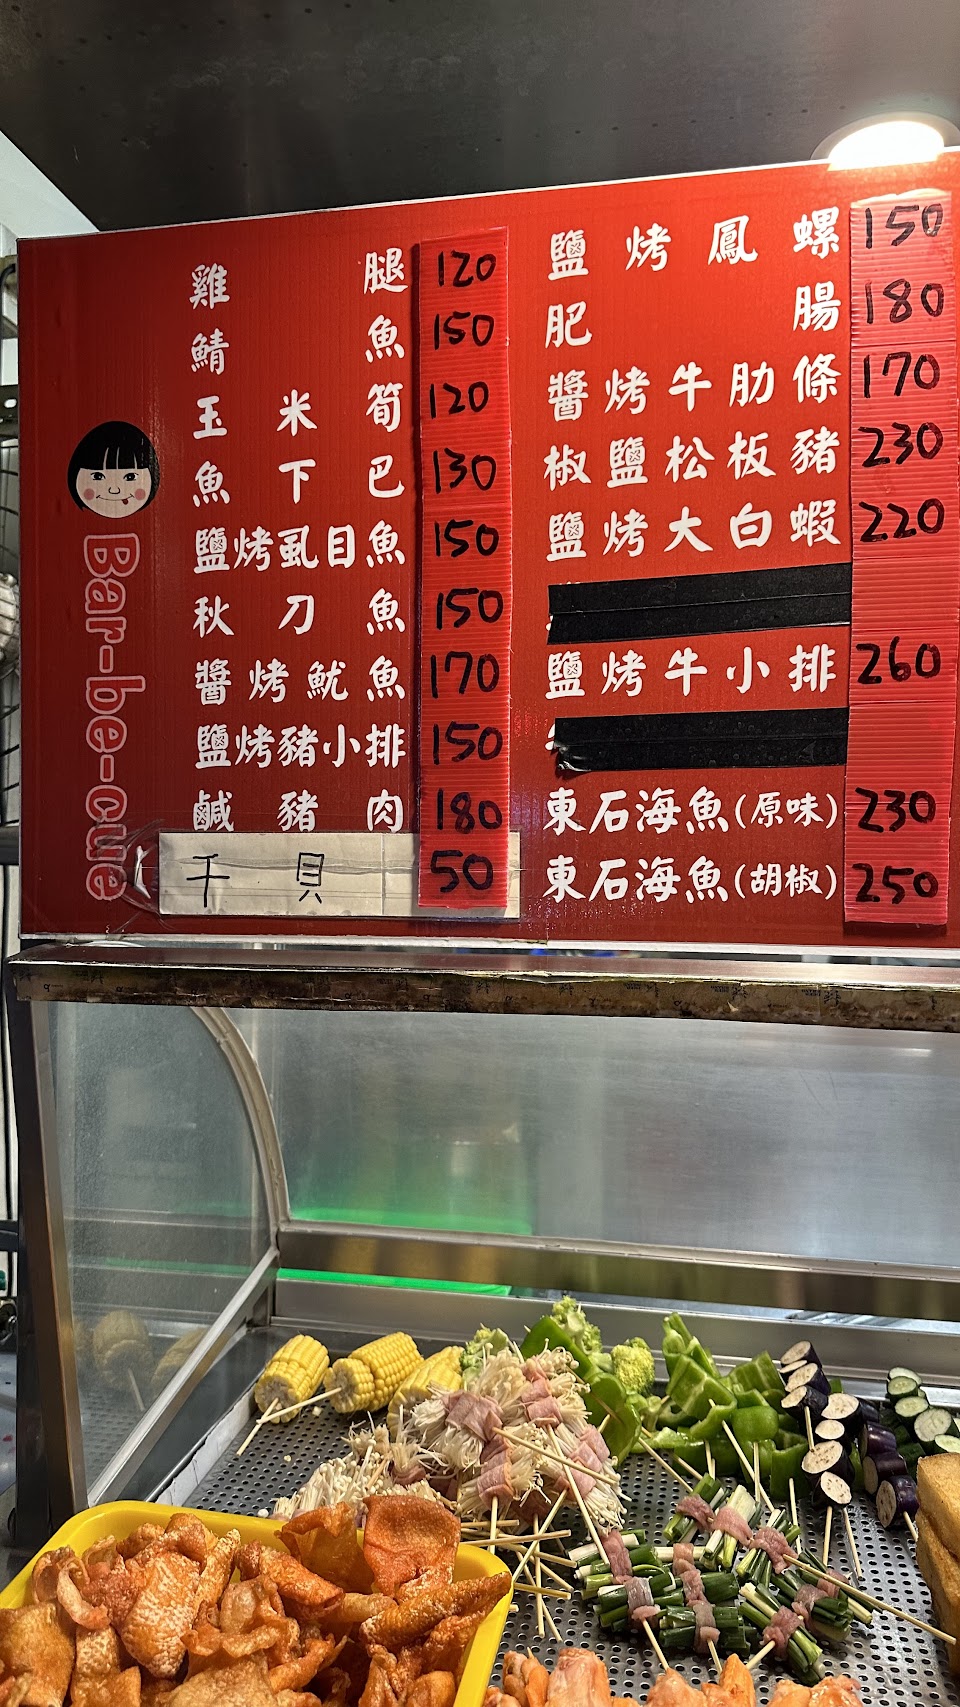 Bar-be-cue
雞腿 120
鯖魚 150
玉米筍 120
魚下巴 130
鹽烤虱目魚 150
秋刀魚 150
醬烤魷魚 170
鹽烤豬小排 150
鹹豬肉 180
干貝 50
鹽烤鳳螺 150
肥腸 180
醬烤牛肋條 170
椒鹽松板豬 230
鹽烤大白蝦 220
鹽烤牛小排 260
東石海魚(原味) 230
東石海魚(胡椒) 250